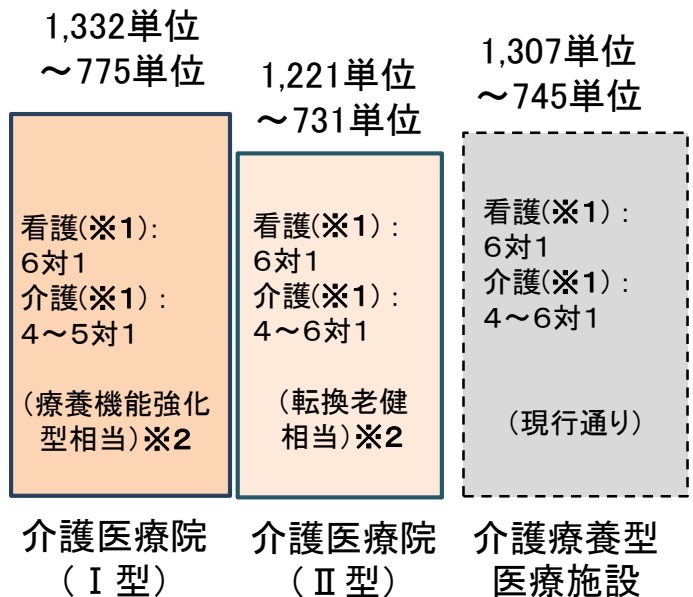 1,332単位
～775単位
看護(※1)：
6対1
介護(※1)：
4～5対1
（療養機能強化
型相当）※2
介護医療院
（Ⅰ型）
1,221単位
～731単位
看護(※1)：
6対1
介護(※1)：
4～6対1
（転換老健
相当）※2
介護医療院
（Ⅱ型）
1,307単位
～745単位
看護(※1)：
6対1
介護(※1)：
4～6対1
（現行通り）
介護療養型
医療施設